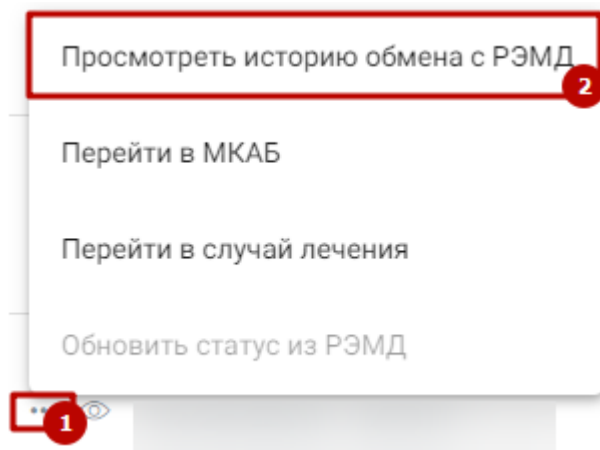 Просмотреть историю обмена с РЭМД
2
Перейти в МКАБ
Перейти в случай лечения
Обновить статус из РЭМД
1